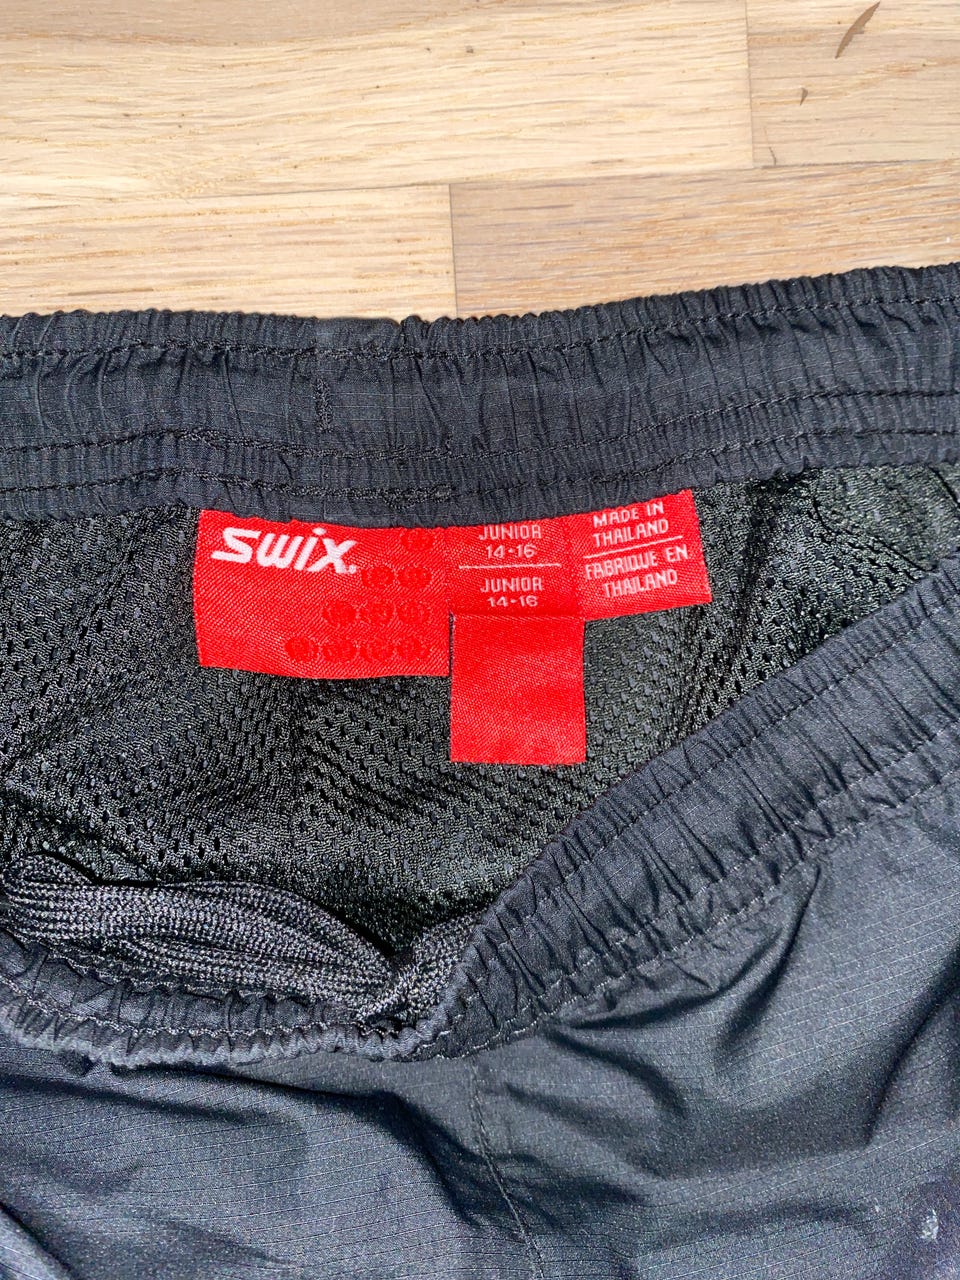 SWIX.
JUNIOR
14-16
JUNIOR
14-16
MADE IN
THAILAND
FABRIQUE EN
THAILAND